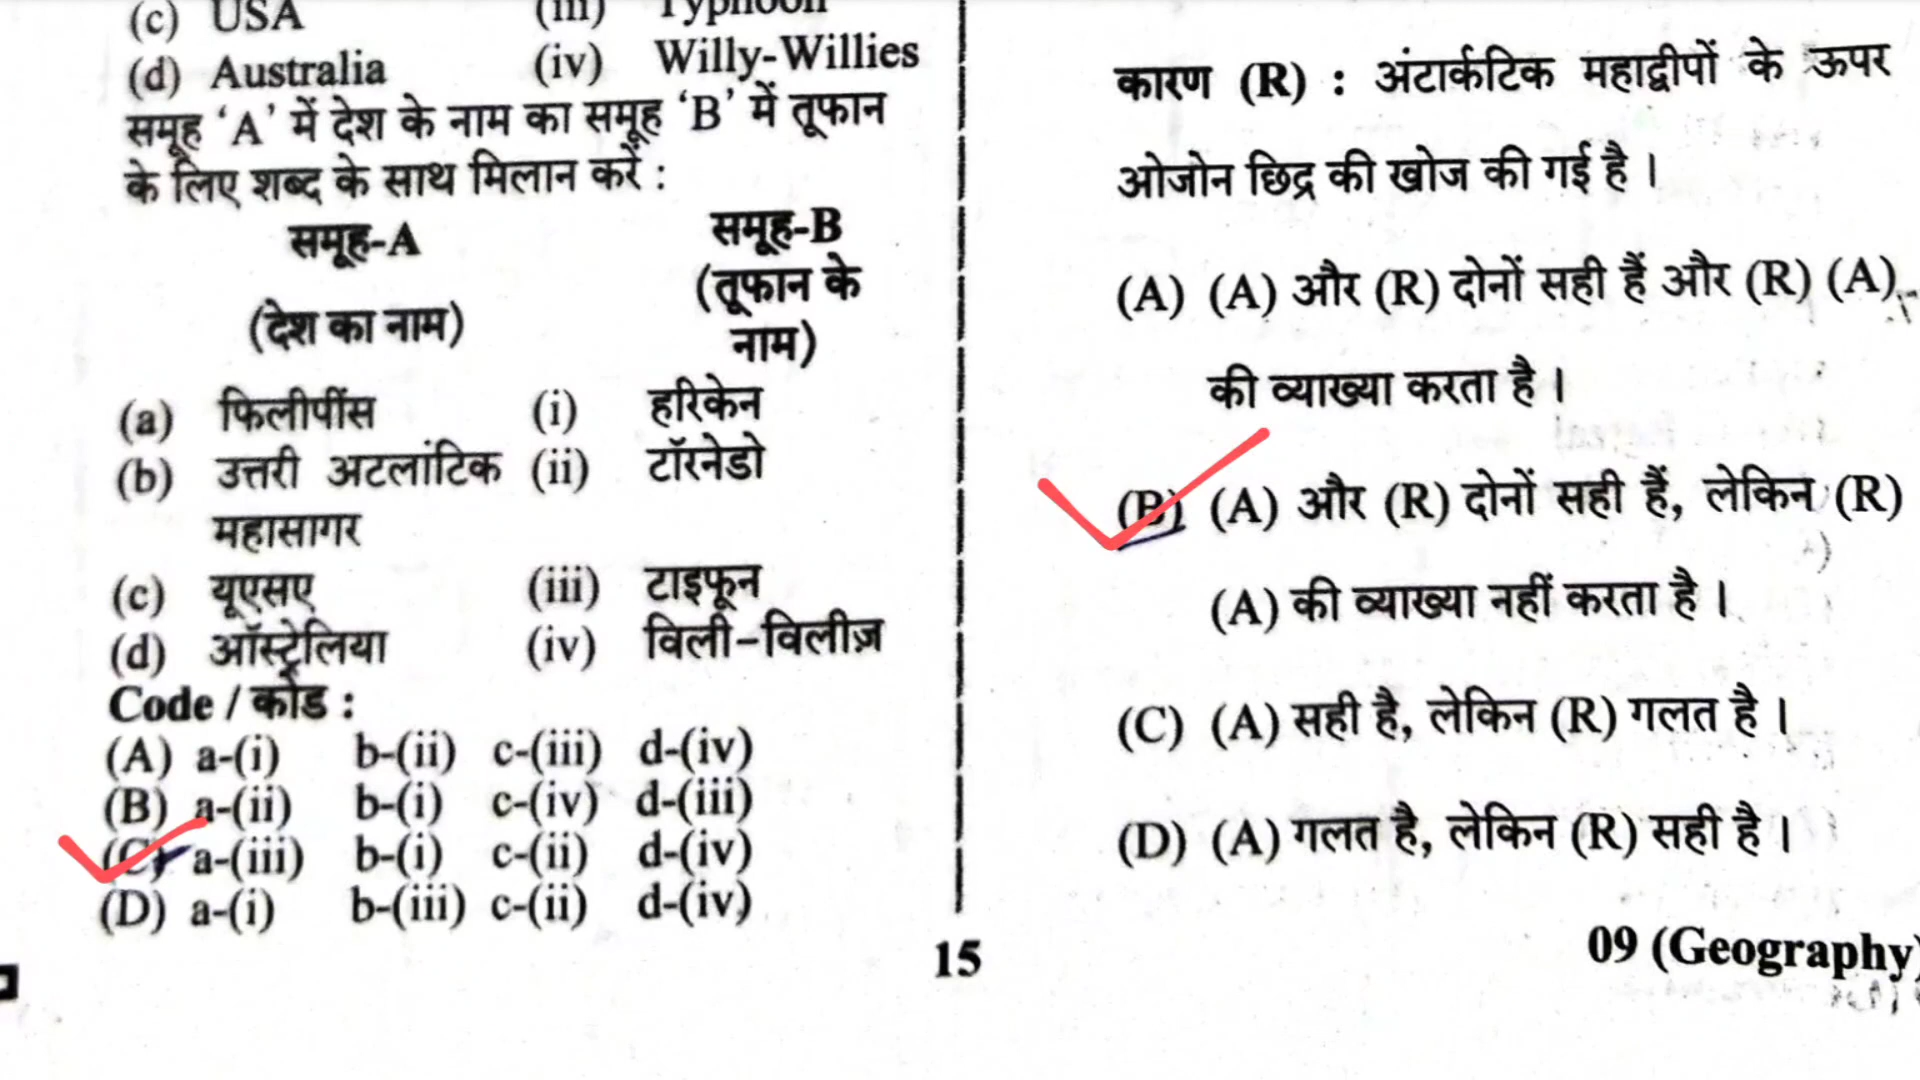 (c) USA (iii) Typhoon
(d) Australia (iv) Willy-Willies
समूह ‘A’ में देश के नाम का समूह ‘B’ में तूफान
के लिए शब्द के साथ मिलान करें :
समूह-A समूह-B
(देश का नाम) (तूफान के
नाम)
(a) फिलीपींस (i) हरिकेन
(b) उत्तरी अटलांटिक (ii) टॉरनेडो
महासागर
(c) यूएसए (iii) टाइफून
(d) ऑस्ट्रेलिया (iv) विली-विलीज़
Code / कोड :
(A) a-(i) b-(ii) c-(iii) d-(iv)
(B) a-(ii) b-(i) c-(iv) d-(iii)
(C) a-(iii) b-(i) c-(ii) d-(iv)
(D) a-(i) b-(iii) c-(ii) d-(iv)
कारण (R) : अंटार्कटिक महाद्वीपों के ऊपर
ओजोन छिद्र की खोज की गई है ।
(A) (A) और (R) दोनों सही हैं और (R) (A)
की व्याख्या करता है ।
(B) (A) और (R) दोनों सही हैं, लेकिन (R)
(A) की व्याख्या नहीं करता है ।
(C) (A) सही है, लेकिन (R) गलत है ।
(D) (A) गलत है, लेकिन (R) सही है ।
15
09 (Geography)